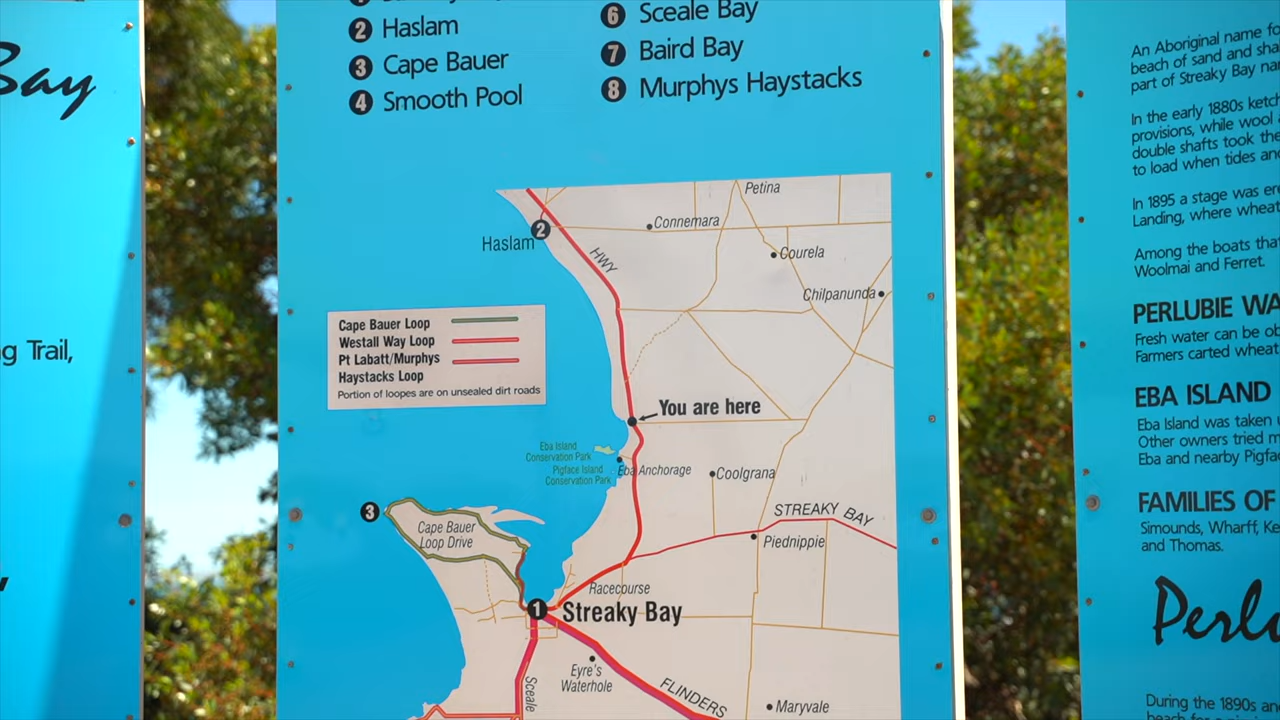 Bay
g Trail,
2 Haslam
3 Cape Bauer
4 Smooth Pool
6 Sceale Bay
7 Baird Bay
8 Murphys Haystacks
Petina
Connemara
2
Haslam
HWY
Courela
Chilpanunda
Cape Bauer Loop
Westall Way Loop
Pt Labatt/Murphys
Haystacks Loop
Portion of loopes are on unsealed dirt roads
You are here
Eba Island
Conservation Park
Pigface Island
Conservation Park
Eba Anchorage
Coolgrana
3
Cape Bauer
Loop Drive
STREAKY BAY
Piednippie
Racecourse
1 Streaky Bay
Eyre's
Waterhole
Sceale
FLINDERS
Maryvale
An Aboriginal name fo
beach of sand and sha
part of Streaky Bay na
In the early 1880s ketch
provisions, while wool
double shafts took the
to load when tides and
In 1895 a stage was ere
Landing, where wheat
Among the boats that
Woolmai and Ferret.
PERLUBIE WA
Fresh water can be ob
Farmers carted wheat
EBA ISLAND
Eba Island was taken
Other owners tried m
Eba and nearby Pigfac
FAMILIES OF
Simounds, Wharff, Ke
and Thomas.
Perlu
During the 1890s an